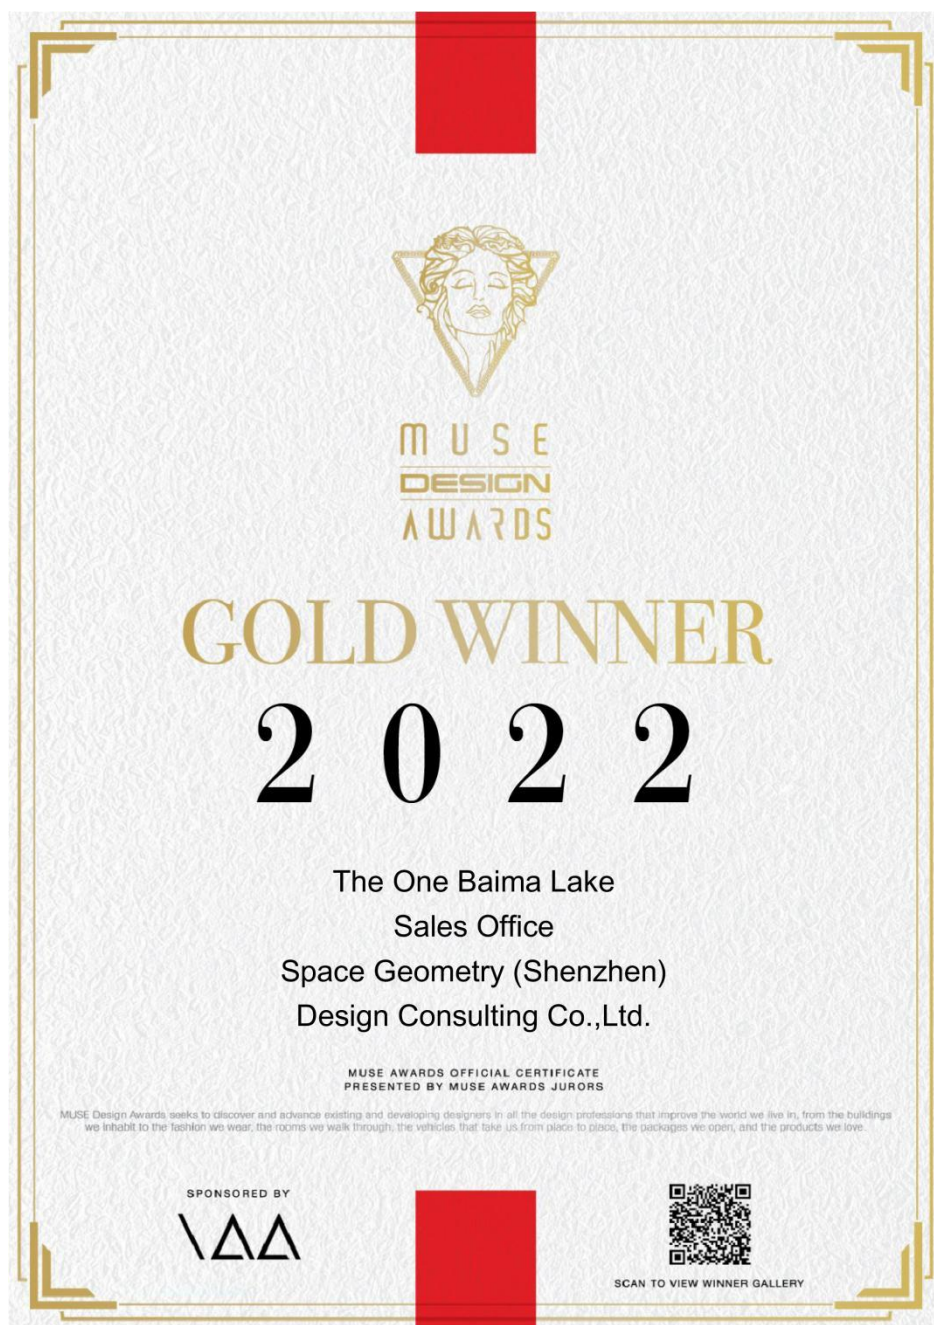 MUSE
DESIGN
AWARDS
GOLD WINNER
2022
The One Baima Lake
Sales Office
Space Geometry (Shenzhen)
Design Consulting Co.,Ltd.
MUSE AWARDS OFFICIAL CERTIFICATE
PRESENTED BY MUSE AWARDS JURORS
MUSE Design Awards seeks to discover and advance existing and developing designers in all the design professions that improve the world we live in, from the buildings
we inhabit to the fashion we wear, the rooms we walk through, the vehicles that take us from place to place, the packages we open, and the products we love.
SPONSORED BY
IAA
SCAN TO VIEW WINNER GALLERY